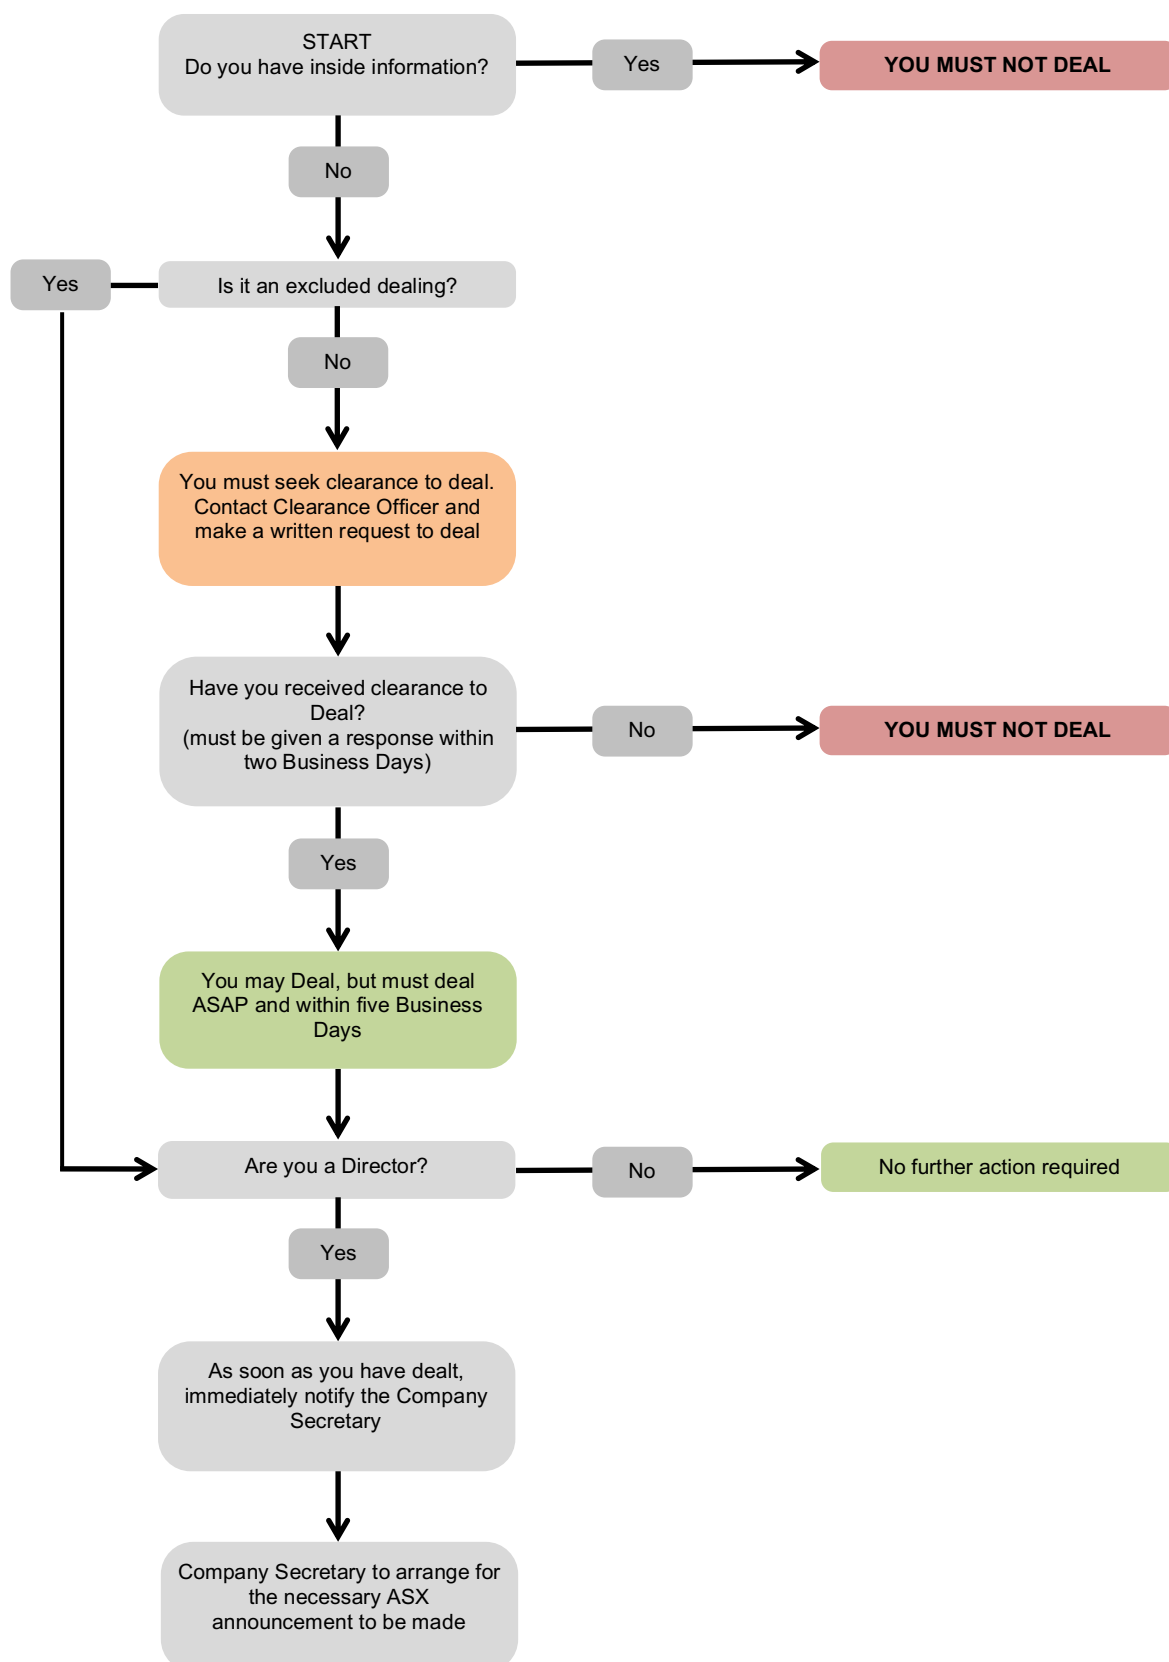 START
Do you have inside information?
Yes
YOU MUST NOT DEAL
No
Yes
Is it an excluded dealing?
No
You must seek clearance to deal.
Contact Clearance Officer and
make a written request to deal
Have you received clearance to
Deal?
(must be given a response within
two Business Days)
No
YOU MUST NOT DEAL
Yes
You may Deal, but must deal
ASAP and within five Business
Days
Are you a Director?
No
No further action required
Yes
As soon as you have dealt,
immediately notify the Company
Secretary
Company Secretary to arrange for
the necessary ASX
announcement to be made